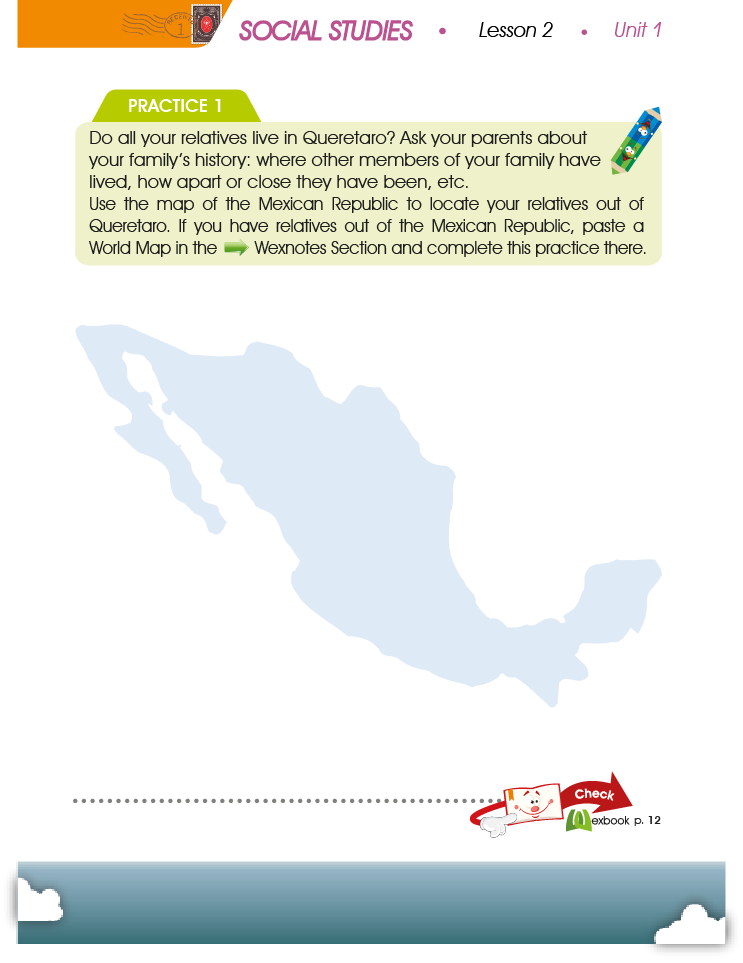 SOCIAL STUDIES • Lesson 2 • Unit 1
1
PRACTICE 1
Do all your relatives live in Queretaro? Ask your parents about
your family's history: where other members of your family have
lived, how apart or close they have been, etc.
Use the map of the Mexican Republic to locate your relatives out of
Queretaro. If you have relatives out of the Mexican Republic, paste a
World Map in the Wexnotes Section and complete this practice there.
Check
exbook p. 12